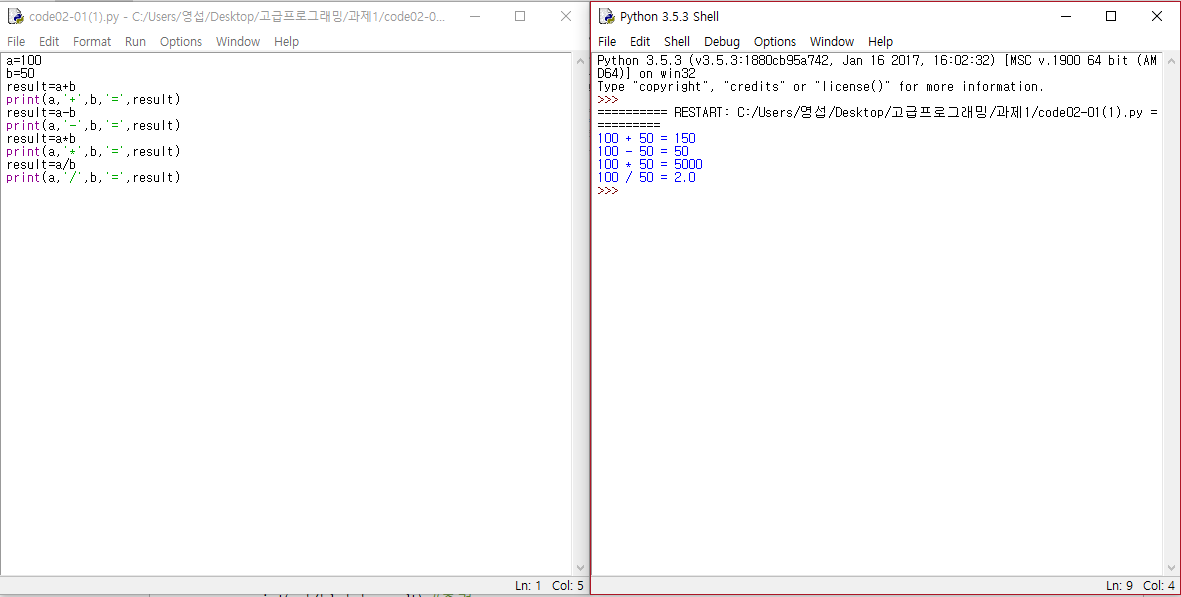 code02-01(1).py - C:/Users/영섭/Desktop/고급프로그래밍/과제1/code02-0...
File Edit Format Run Options Window Help
a=100
b=50
result=a+b
print(a,'+',b,'=',result)
result=a-b
print(a,'-',b,'=',result)
result=a*b
print(a,'*',b,'=',result)
result=a/b
print(a,'/',b,'=',result)
Ln: 1 Col: 5
Python 3.5.3 Shell
File Edit Shell Debug Options Window Help
Python 3.5.3 (v3.5.3:1880cb95a742, Jan 16 2017, 16:02:32) [MSC v.1900 64 bit (AM
D64)] on win32
Type "copyright", "credits" or "license()" for more information.
>>>
========== RESTART: C:/Users/영섭/Desktop/고급프로그래밍/과제1/code02-01(1).py =
=========
100 + 50 = 150
100 - 50 = 50
100 * 50 = 5000
100 / 50 = 2.0
>>>
Ln: 9 Col: 4